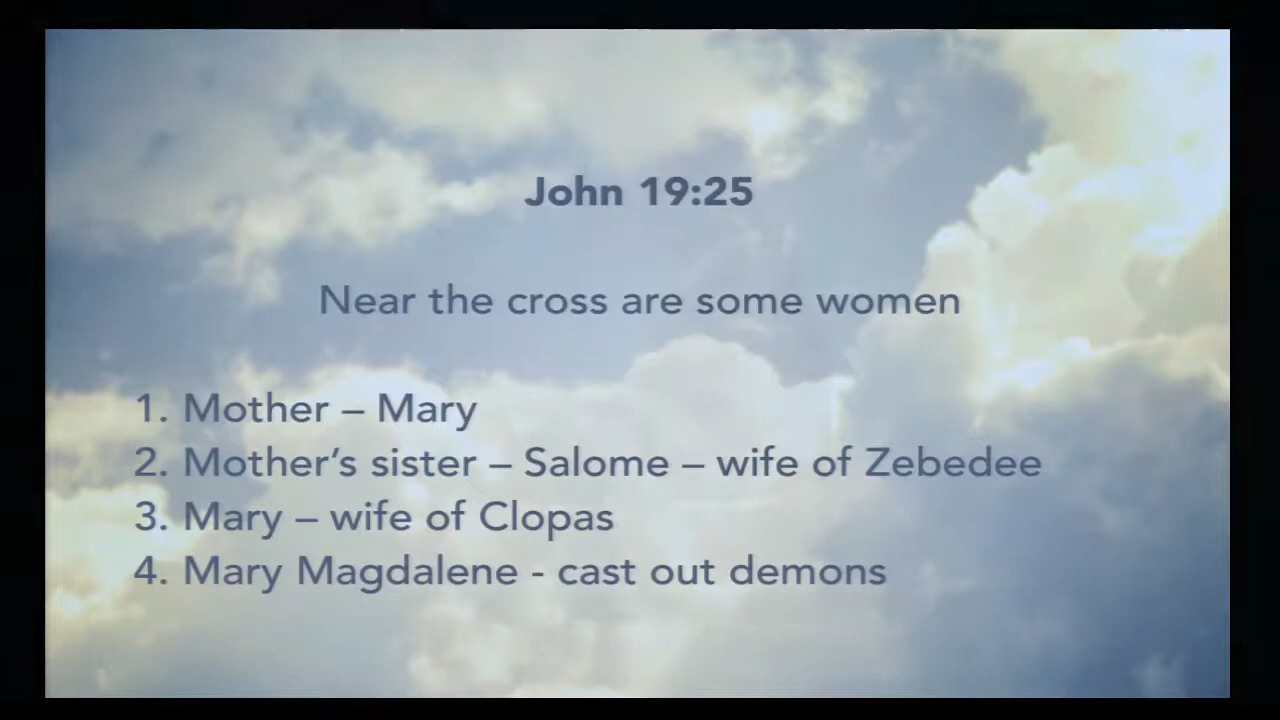 John 19:25
Near the cross are some women
1. Mother – Mary
2. Mother's sister – Salome – wife of Zebedee
3. Mary – wife of Clopas
4. Mary Magdalene - cast out demons